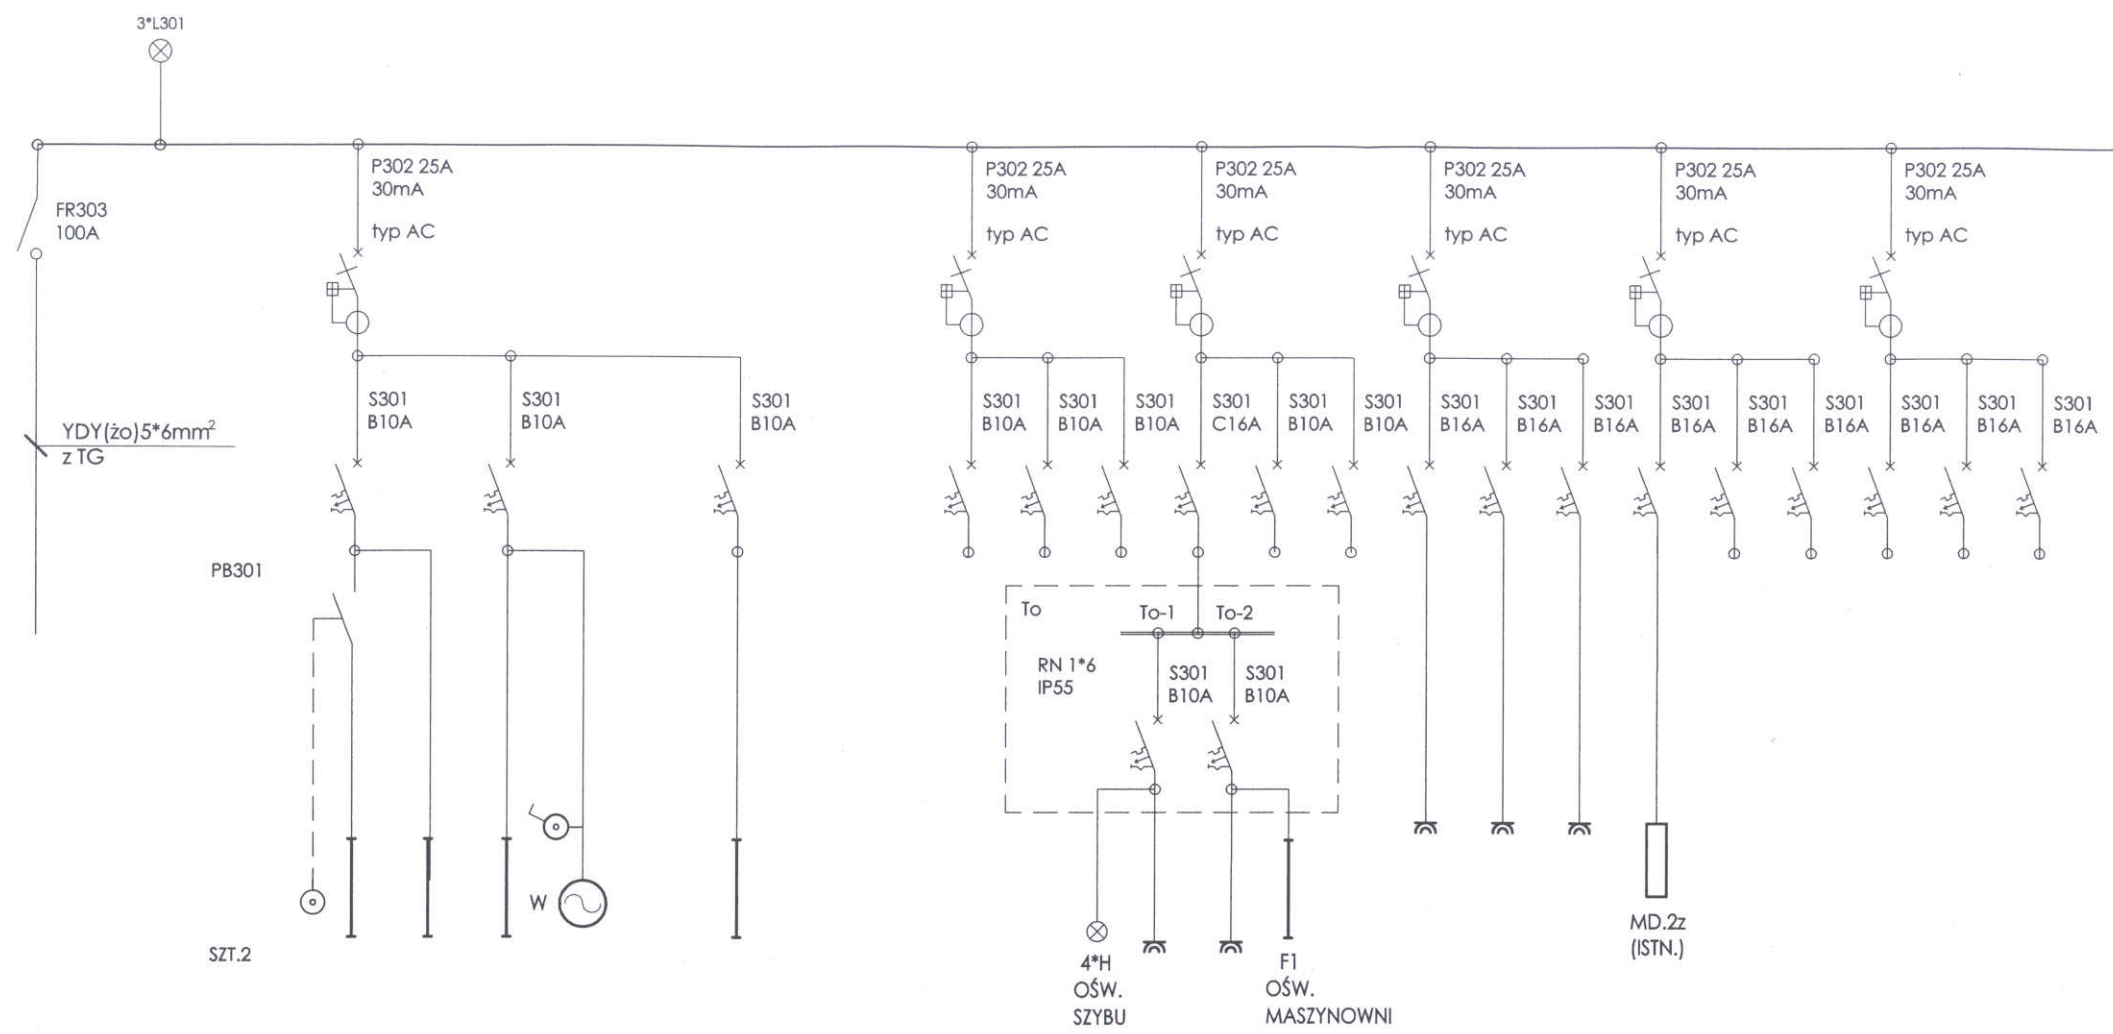 3*L301
P302 25A
30mA
typ AC
P302 25A
30mA
typ AC
P302 25A
30mA
typ AC
P302 25A
30mA
typ AC
P302 25A
30mA
typ AC
P302 25A
30mA
typ AC
FR303
100A
YDY(żo)5*6mm²
z TG
S301
B10A
S301
B10A
S301
B10A
S301
B10A
S301
B10A
S301
B10A
S301
C16A
S301
B10A
S301
B10A
S301
B16A
S301
B16A
S301
B16A
S301
B16A
S301
B16A
S301
B16A
S301
B16A
S301
B16A
S301
B16A
PB301
To
To-1
To-2
RN 1*6
IP55
S301
B10A
S301
B10A
W
SZT.2
4*H
OŚW.
SZYBU
F1
OŚW.
MASZYNOWNI
MD.2z
(ISTN.)